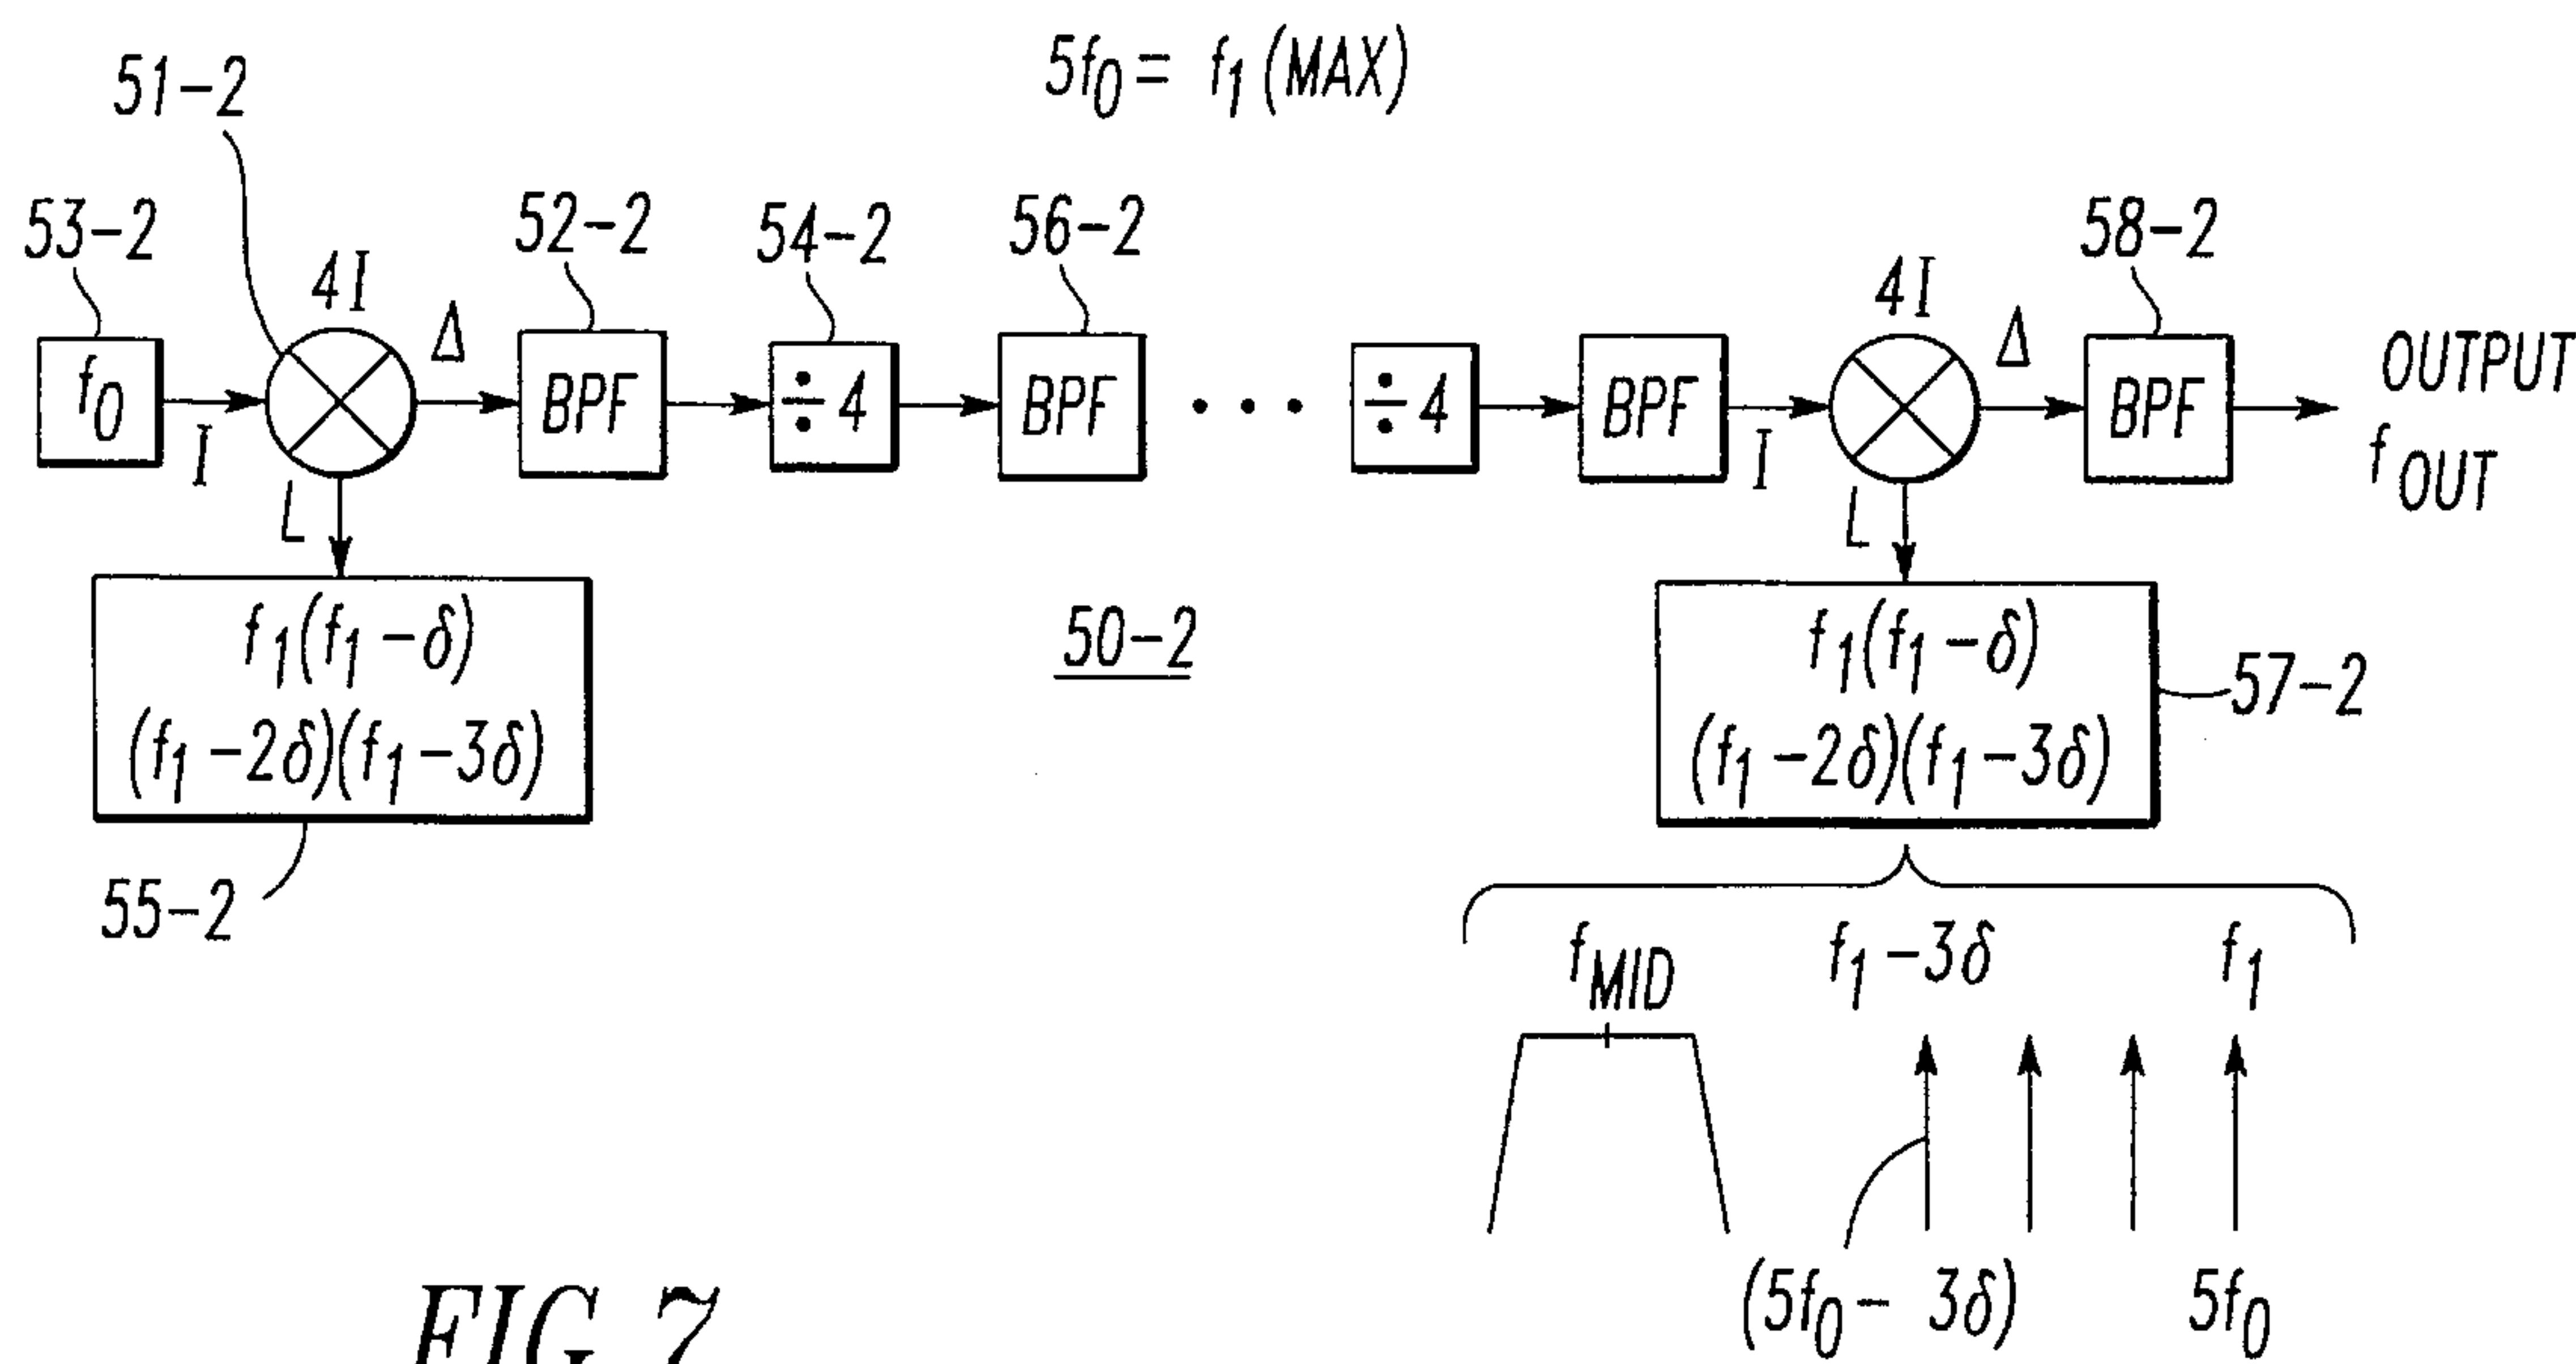 5f0 = f1 (MAX)
51-2
53-2
4I
Δ
52-2
54-2
56-2
4I
Δ
58-2
f0
I
L
BPF
÷ 4
BPF
• • •
÷ 4
BPF
I
L
BPF
OUTPUT
fOUT
f1(f1-δ)
(f1-2δ)(f1-3δ)
55-2
50-2
f1(f1-δ)
(f1-2δ)(f1-3δ)
57-2
fMID
f1-3δ
f1
(5f0- 3δ)
5f0
FIG. 7